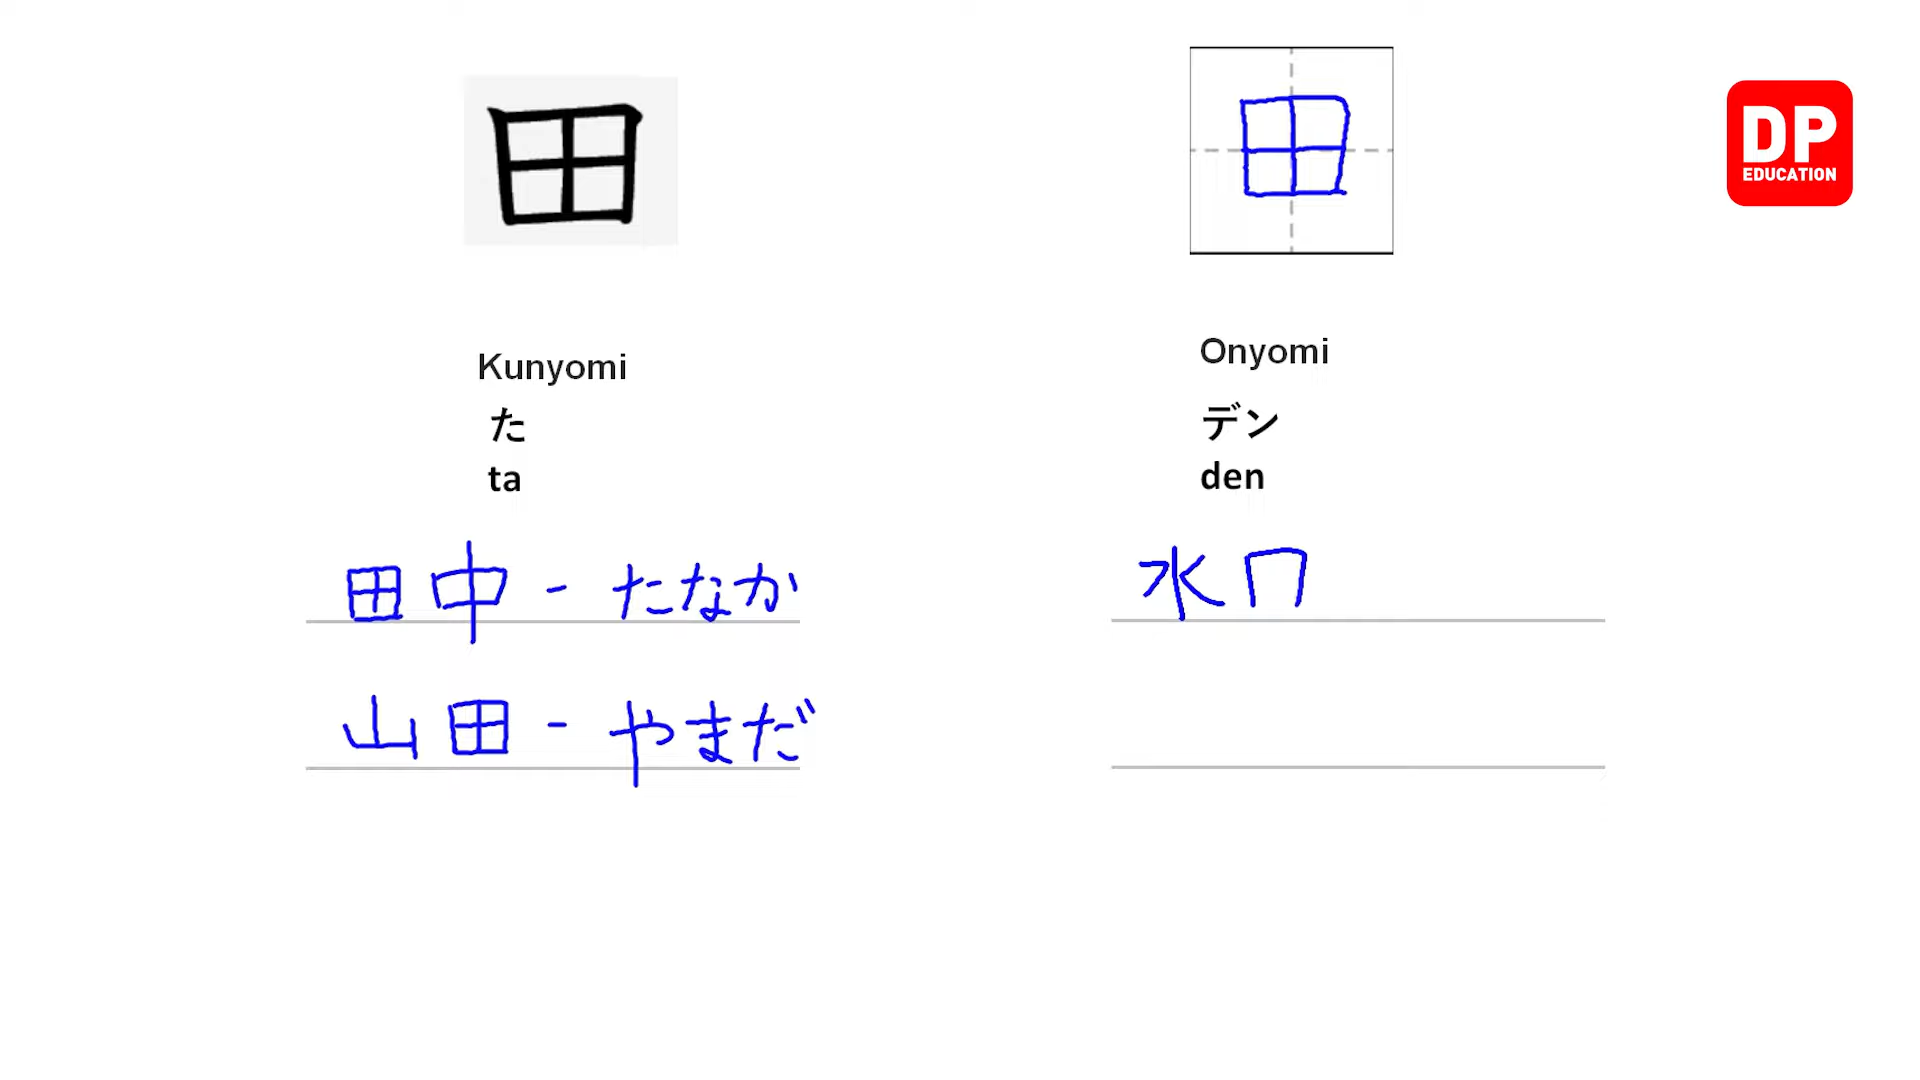 田
田
DP
EDUCATION
Kunyomi
た
ta
田中 - たなか
山田 - やまだ
Onyomi
デン
den
水